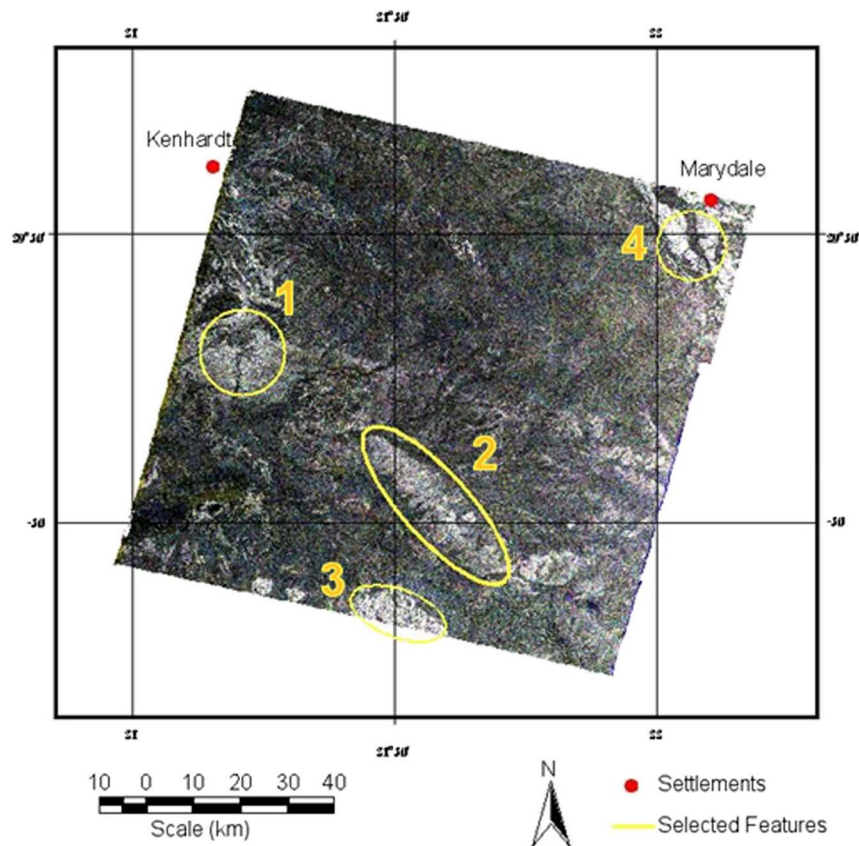 21 21°30' 22
Kenhardt
Marydale
29°30' 29°30'
4
1
2
-30 -30
3
21 21°30' 22
10 0 10 20 30 40
Scale (km)
N
Settlements
Selected Features